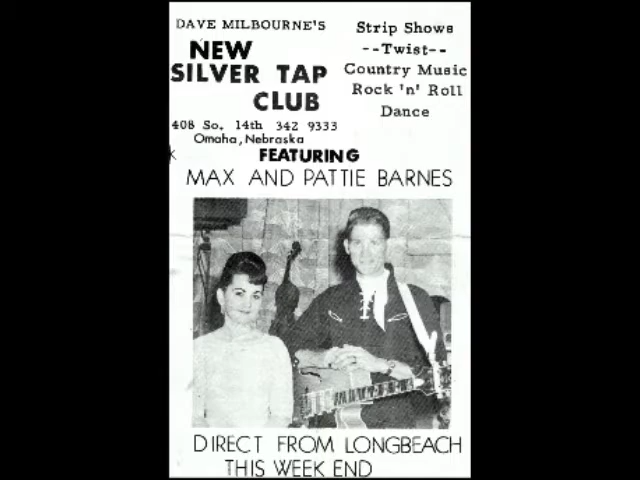 DAVE MILBOURNE'S
NEW
SILVER TAP
CLUB
408 So. 14th 342 9333
Omaha, Nebraska
Strip Shows
--Twist--
Country Music
Rock 'n' Roll
Dance
FEATURING
MAX AND PATTIE BARNES
DIRECT FROM LONGBEACH
THIS WEEK END